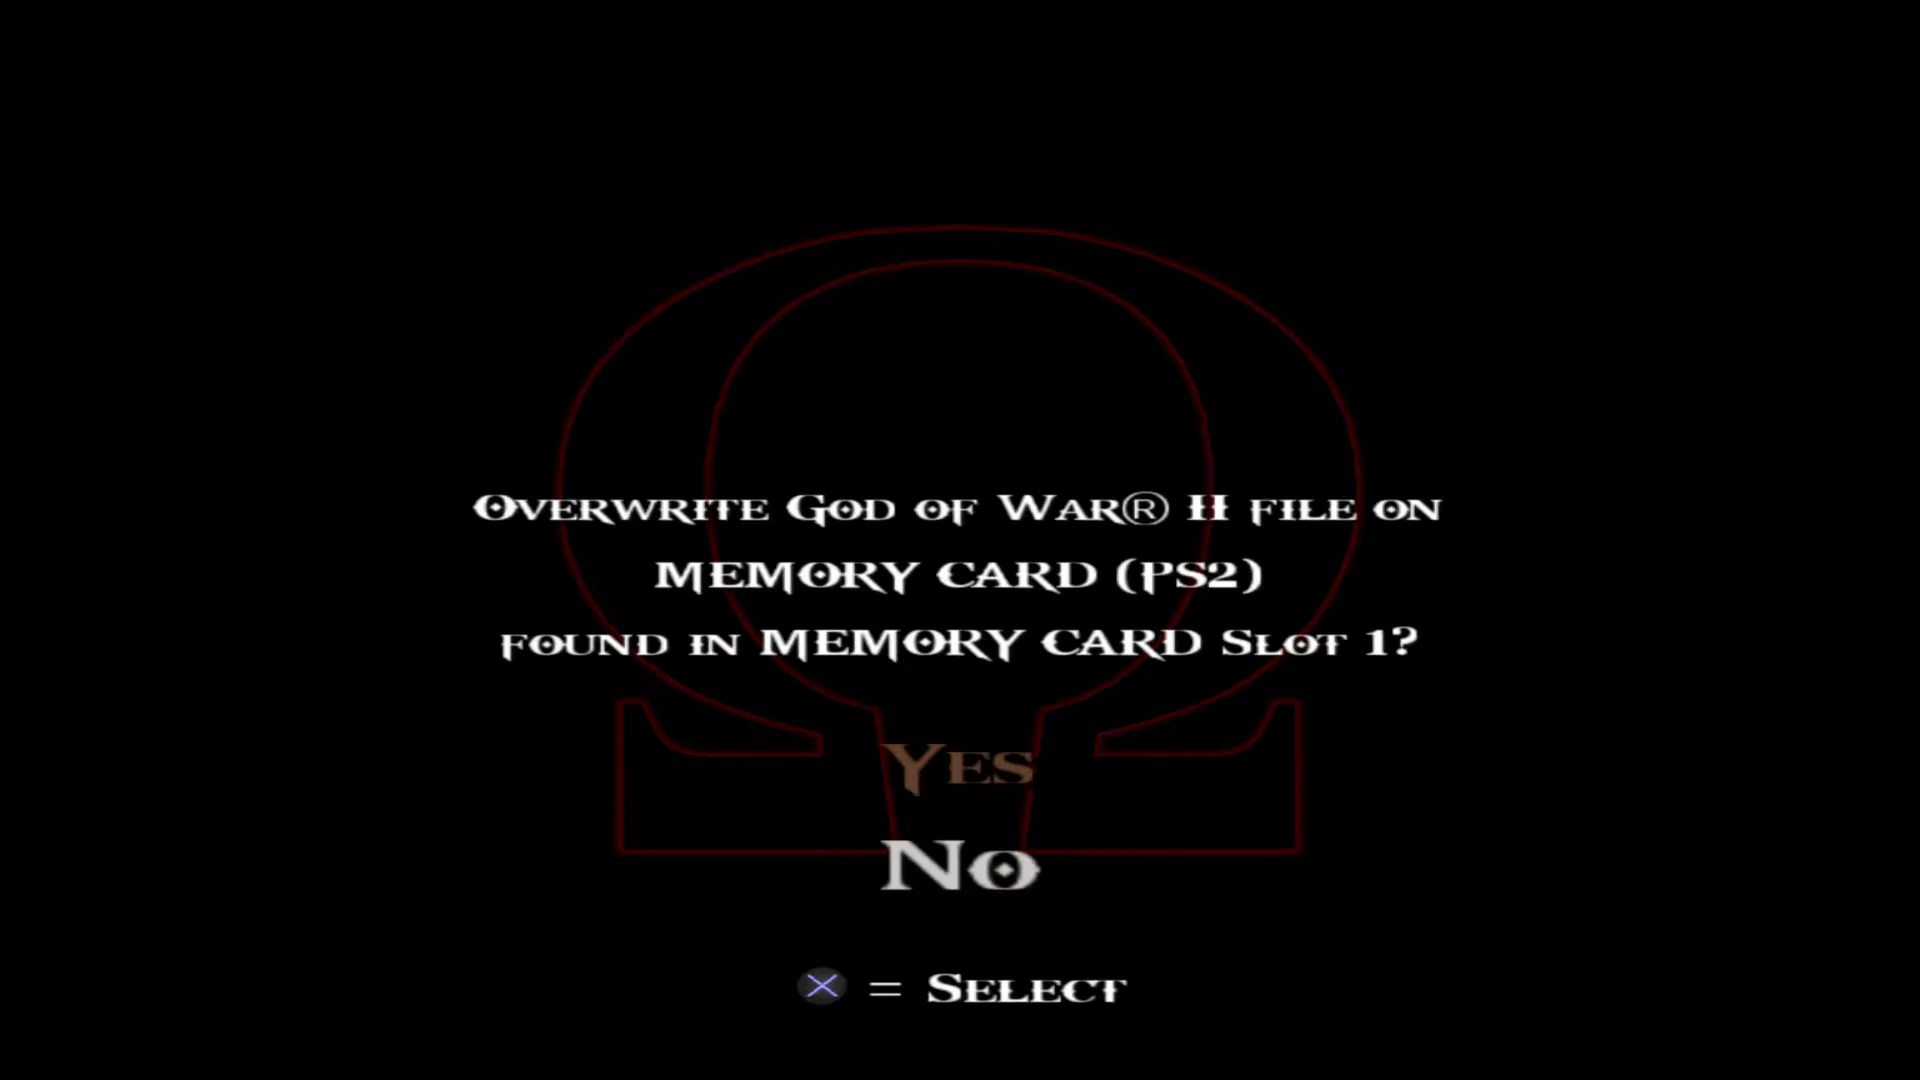 Overwrite God of War® II file on
MEMORY CARD (PS2)
found in MEMORY CARD Slot 1?
Yes
No
= Select